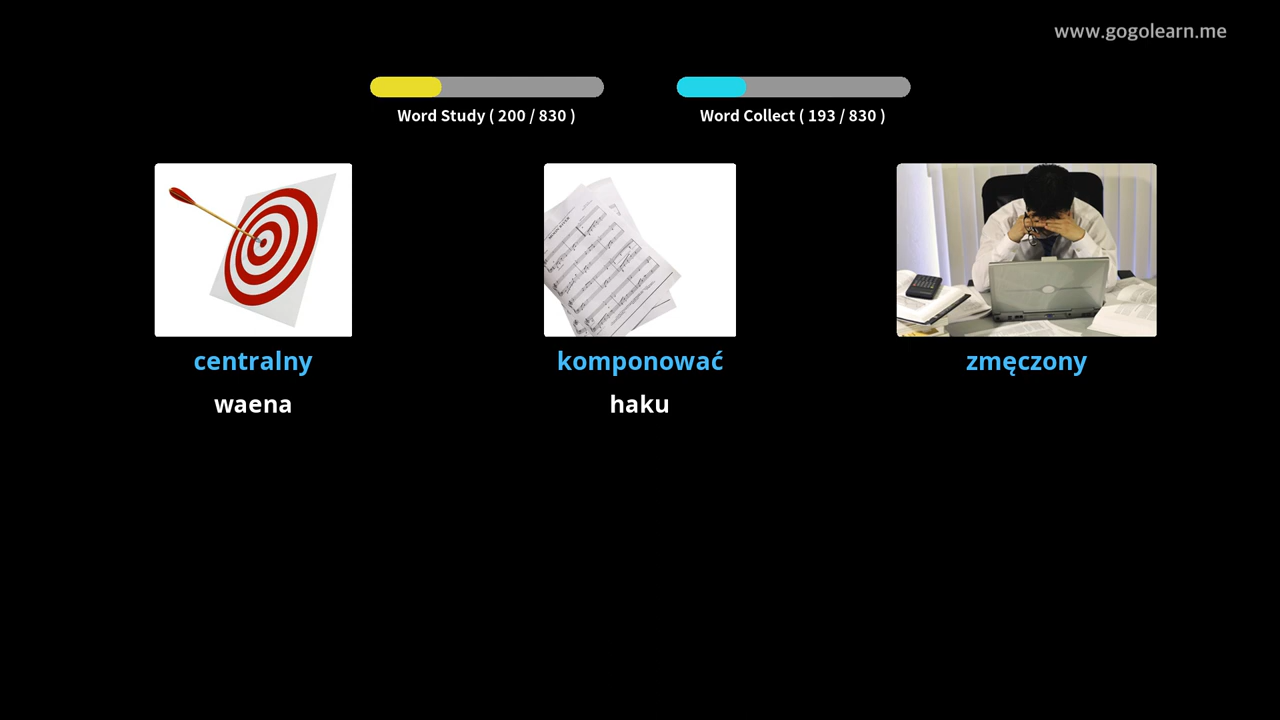 www.gogolearn.me
Word Study ( 200 / 830 )
Word Collect ( 193 / 830 )
centralny
komponować
zmęczony
waena
haku